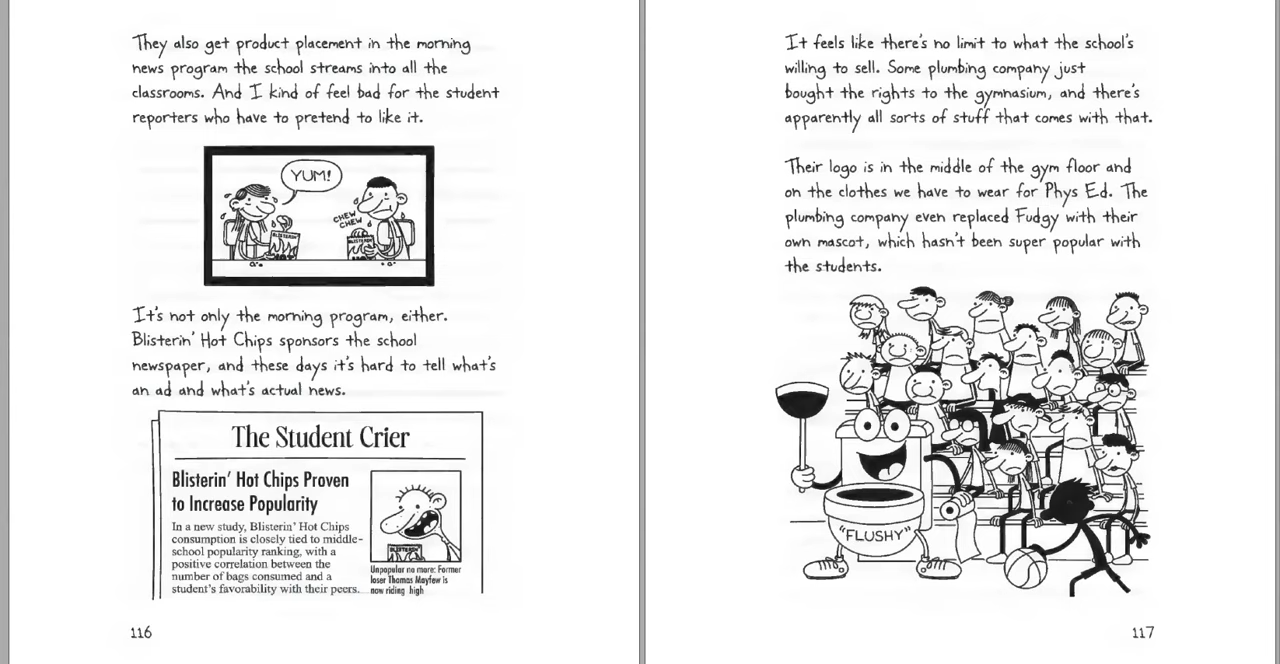 They also get product placement in the morning
news program the school streams into all the
classrooms. And I kind of feel bad for the student
reporters who have to pretend to like it.
YUM!
CHEW
CHEW
BLISTERIN'
BLISTERIN'
It's not only the morning program, either.
Blisterin' Hot Chips sponsors the school
newspaper, and these days it's hard to tell what's
an ad and what's actual news.
The Student Crier
Blisterin' Hot Chips Proven
to Increase Popularity
In a new study, Blisterin' Hot Chips
consumption is closely tied to middle-
school popularity ranking, with a
positive correlation between the
number of bags consumed and a
student's favorability with their peers.
BLISTERIN'
Unpopular no more: Former
loser Thomas Mayfew is
now riding high
116
It feels like there's no limit to what the school's
willing to sell. Some plumbing company just
bought the rights to the gymnasium, and there's
apparently all sorts of stuff that comes with that.
Their logo is in the middle of the gym floor and
on the clothes we have to wear for Phys Ed. The
plumbing company even replaced Fudgy with their
own mascot, which hasn't been super popular with
the students.
"FLUSHY"
117